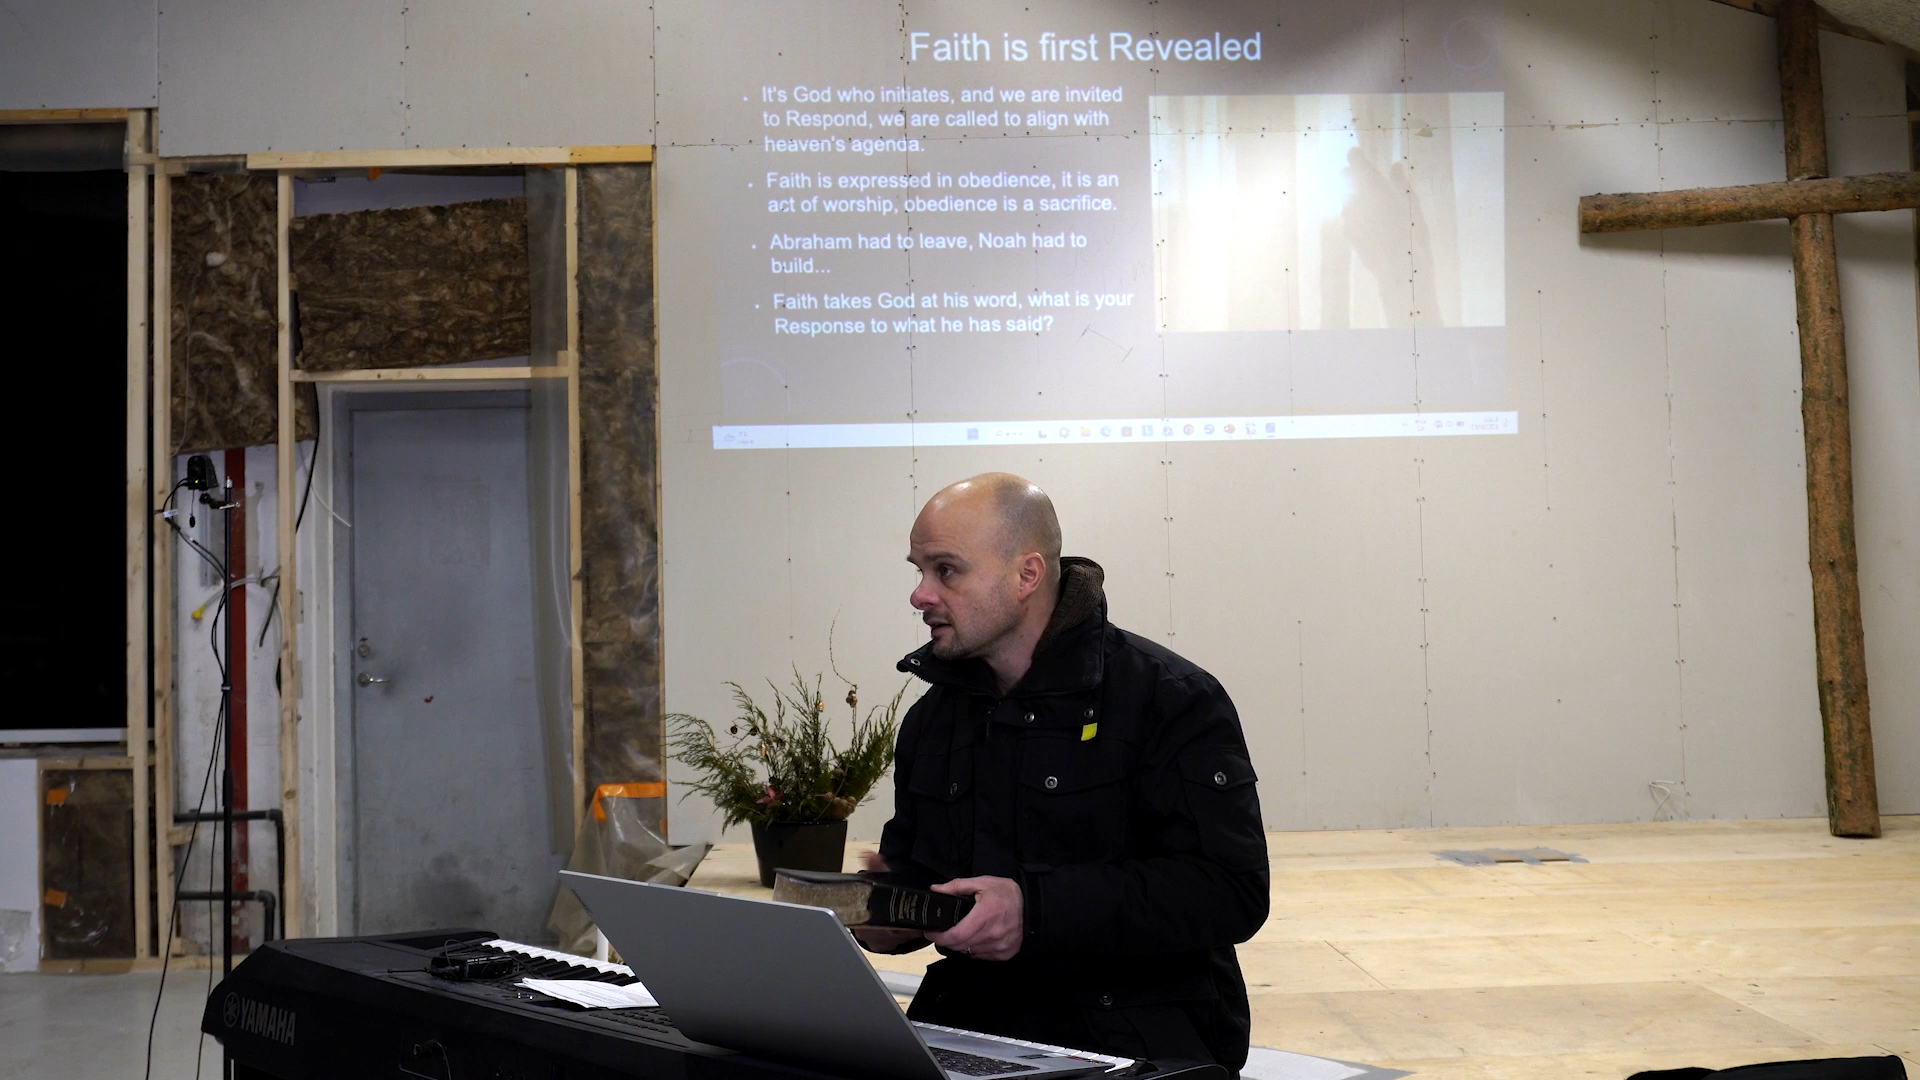 Faith is first Revealed
It's God who initiates, and we are invited
to Respond, we are called to align with
heaven's agenda.
Faith is expressed in obedience, it is an
act of worship, obedience is a sacrifice.
Abraham had to leave, Noah had to
build...
Faith takes God at his word, what is your
Response to what he has said?
YAMAHA